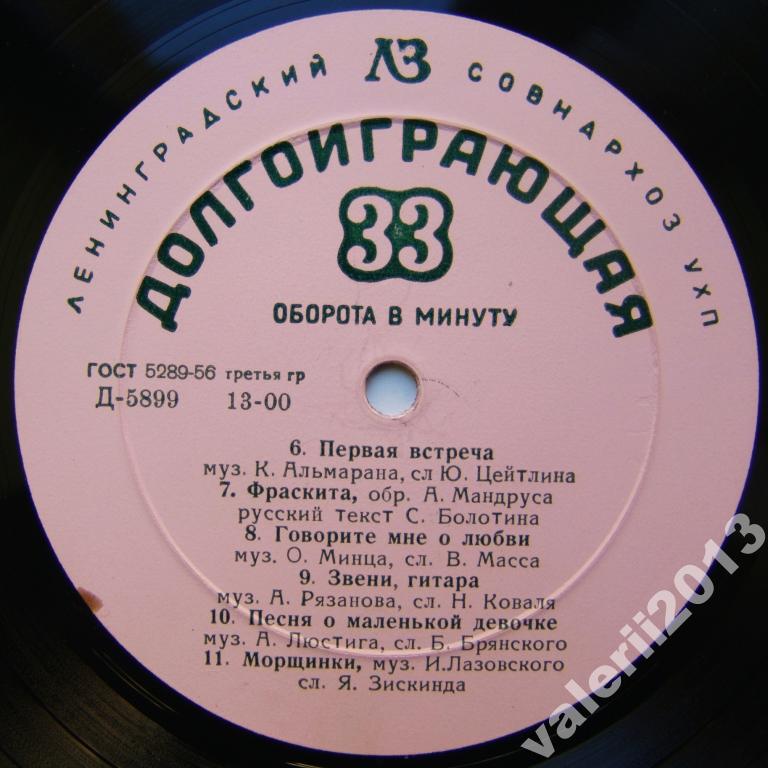 ЛЕНИНГРАДСКИЙ ЛЗ СОВНАРХОЗ УХП
ДОЛГОИГРАЮЩАЯ
33
ОБОРОТА В МИНУТУ
ГОСТ 5289-56 третья гр
Д-5899 13-00
6. Первая встреча
муз. К. Альмарана, сл Ю. Цейтлина
7. Фраскита, обр. А. Мандруса
русский текст С. Болотина
8. Говорите мне о любви
муз. О. Минца, сл. В. Масса
9. Звени, гитара
муз. А. Рязанова, сл. Н. Коваля
10. Песня о маленькой девочке
муз. А. Люстига, сл. Б. Брянского
11. Морщинки, муз. И.Лазовского
сл. Я. Зискинда
valerii2013